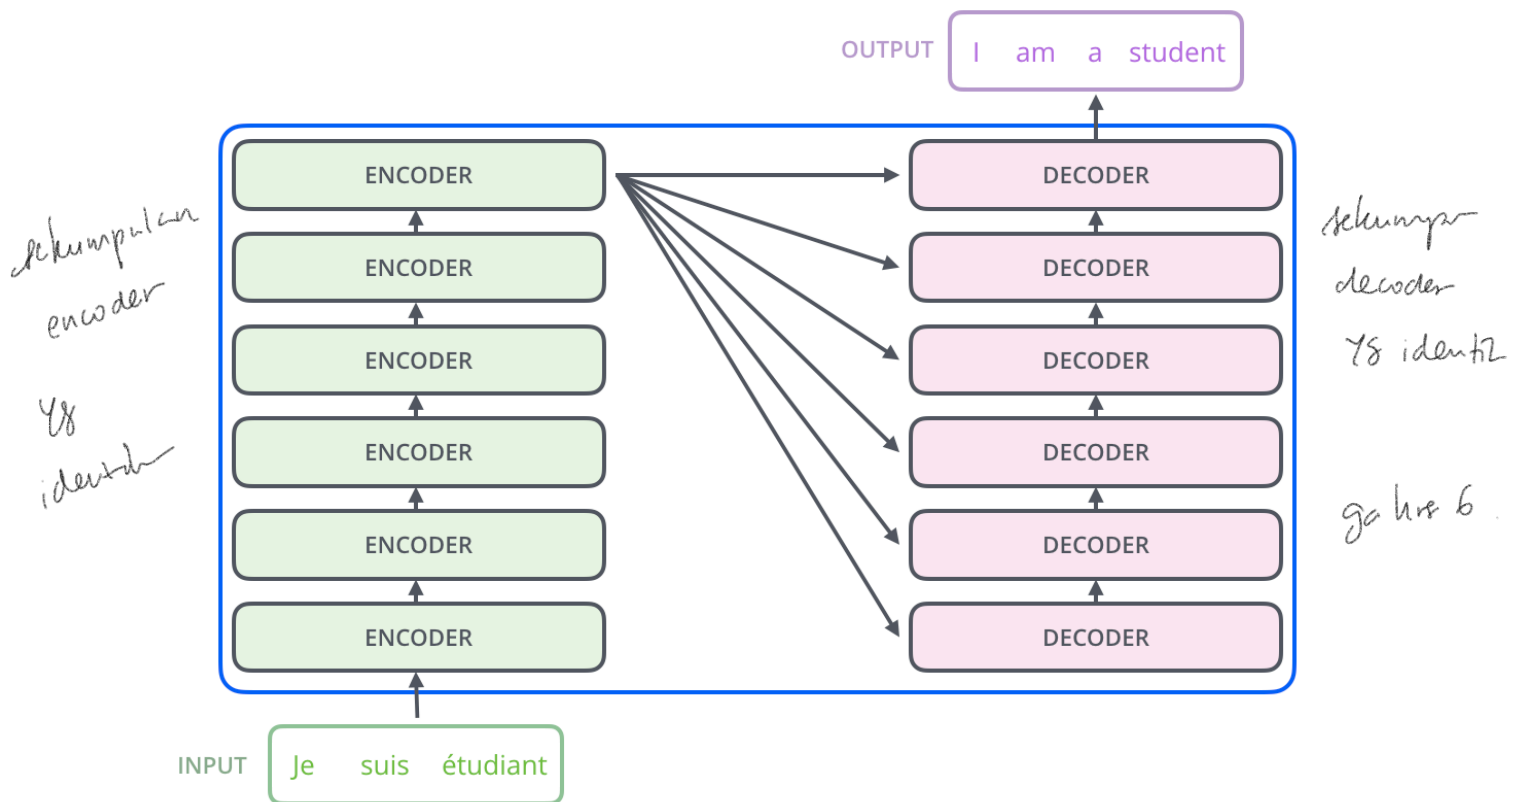 OUTPUT I am a student
ENCODER DECODER
sekumpulan
ENCODER DECODER
encoder
decoder
ENCODER DECODER
yg identik
yg
ENCODER DECODER
identik
ENCODER DECODER
ga hrs 6
ENCODER DECODER
INPUT Je suis étudiant